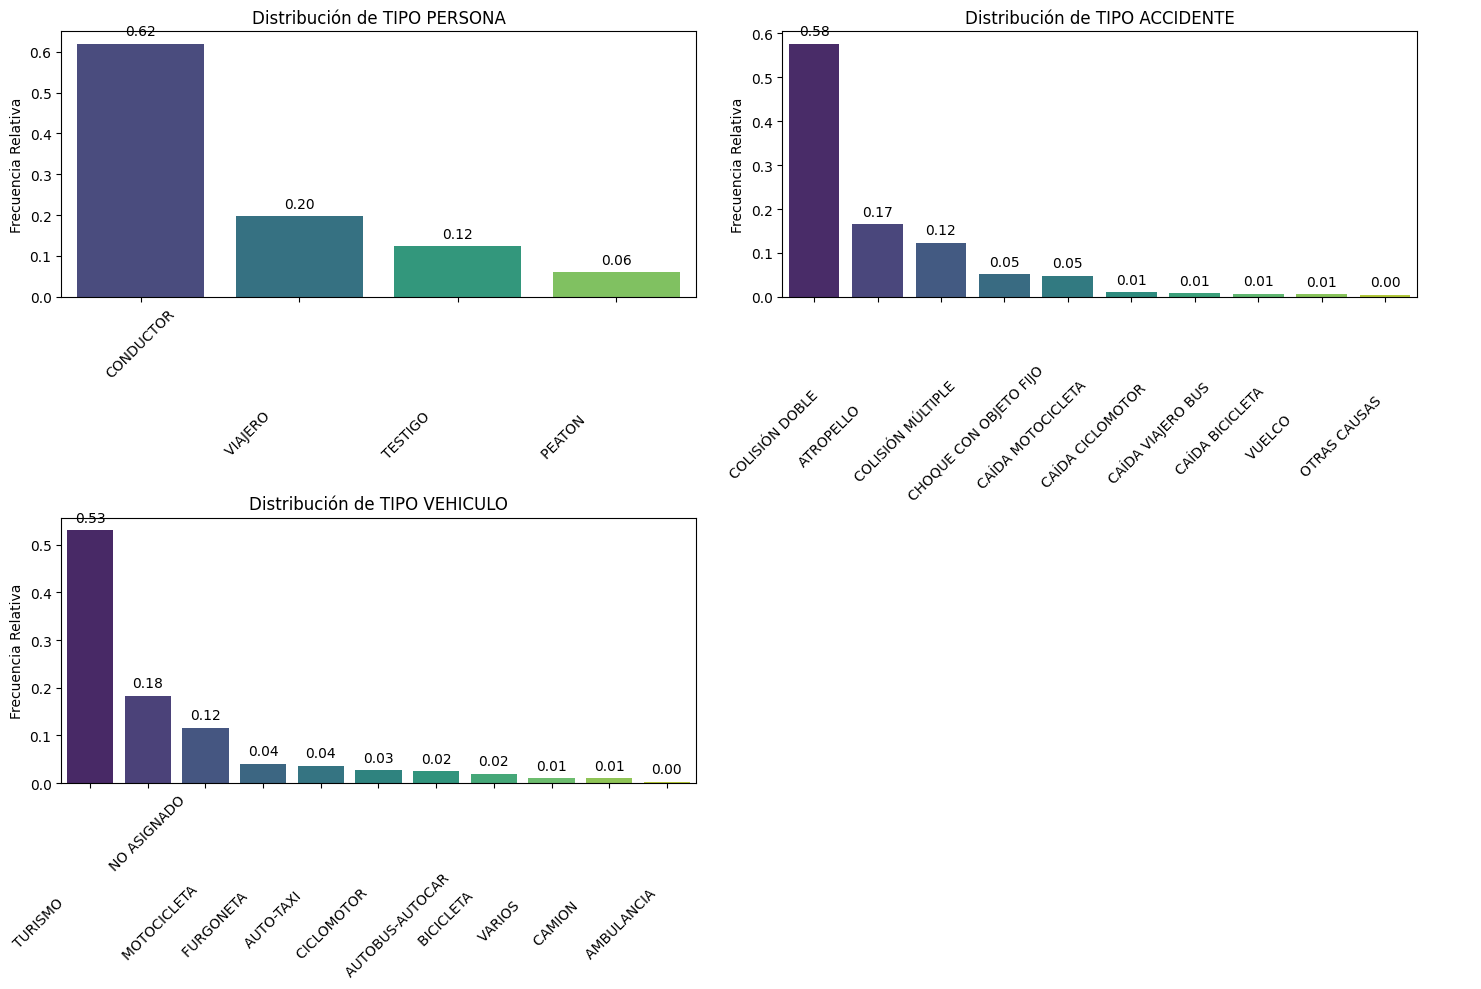 Distribución de TIPO PERSONA
Frecuencia Relativa
0.6
0.5
0.4
0.3
0.2
0.1
0.0
0.62
0.20
0.12
0.06
CONDUCTOR
VIAJERO
TESTIGO
PEATON
Distribución de TIPO ACCIDENTE
Frecuencia Relativa
0.6
0.5
0.4
0.3
0.2
0.1
0.0
0.58
0.17
0.12
0.05
0.05
0.01
0.01
0.01
0.01
0.00
COLISIÓN DOBLE
ATROPELLO
COLISIÓN MÚLTIPLE
CHOQUE CON OBJETO FIJO
CAÍDA MOTOCICLETA
CAÍDA CICLOMOTOR
CAÍDA VIAJERO BUS
CAÍDA BICICLETA
VUELCO
OTRAS CAUSAS
Distribución de TIPO VEHICULO
Frecuencia Relativa
0.5
0.4
0.3
0.2
0.1
0.0
0.53
0.18
0.12
0.04
0.04
0.03
0.02
0.02
0.01
0.01
0.00
TURISMO
NO ASIGNADO
MOTOCICLETA
FURGONETA
AUTO-TAXI
CICLOMOTOR
AUTOBUS-AUTOCAR
BICICLETA
VARIOS
CAMION
AMBULANCIA